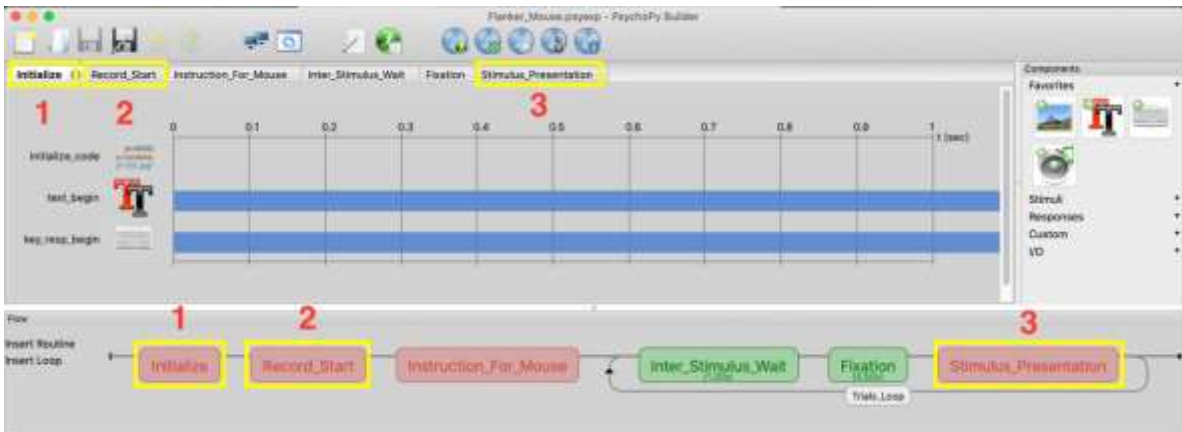 Flanker_Mouse.psyexp - PsychoPy Builder
Initialize Record_Start Instruction_For_Mouse Inter_Stimulus_Wait Fixation Stimulus_Presentation
1 2 3
0 0.1 0.2 0.3 0.4 0.5 0.6 0.7 0.8 0.9 1
t (sec)
initialize_code
text_begin
key_resp_begin
Components
Favorites
Stimuli
Responses
Custom
I/O
Flow
1 2 3
Insert Routine
Insert Loop
Initialize Record_Start Instruction_For_Mouse Inter_Stimulus_Wait Fixation Stimulus_Presentation
Trials_Loop